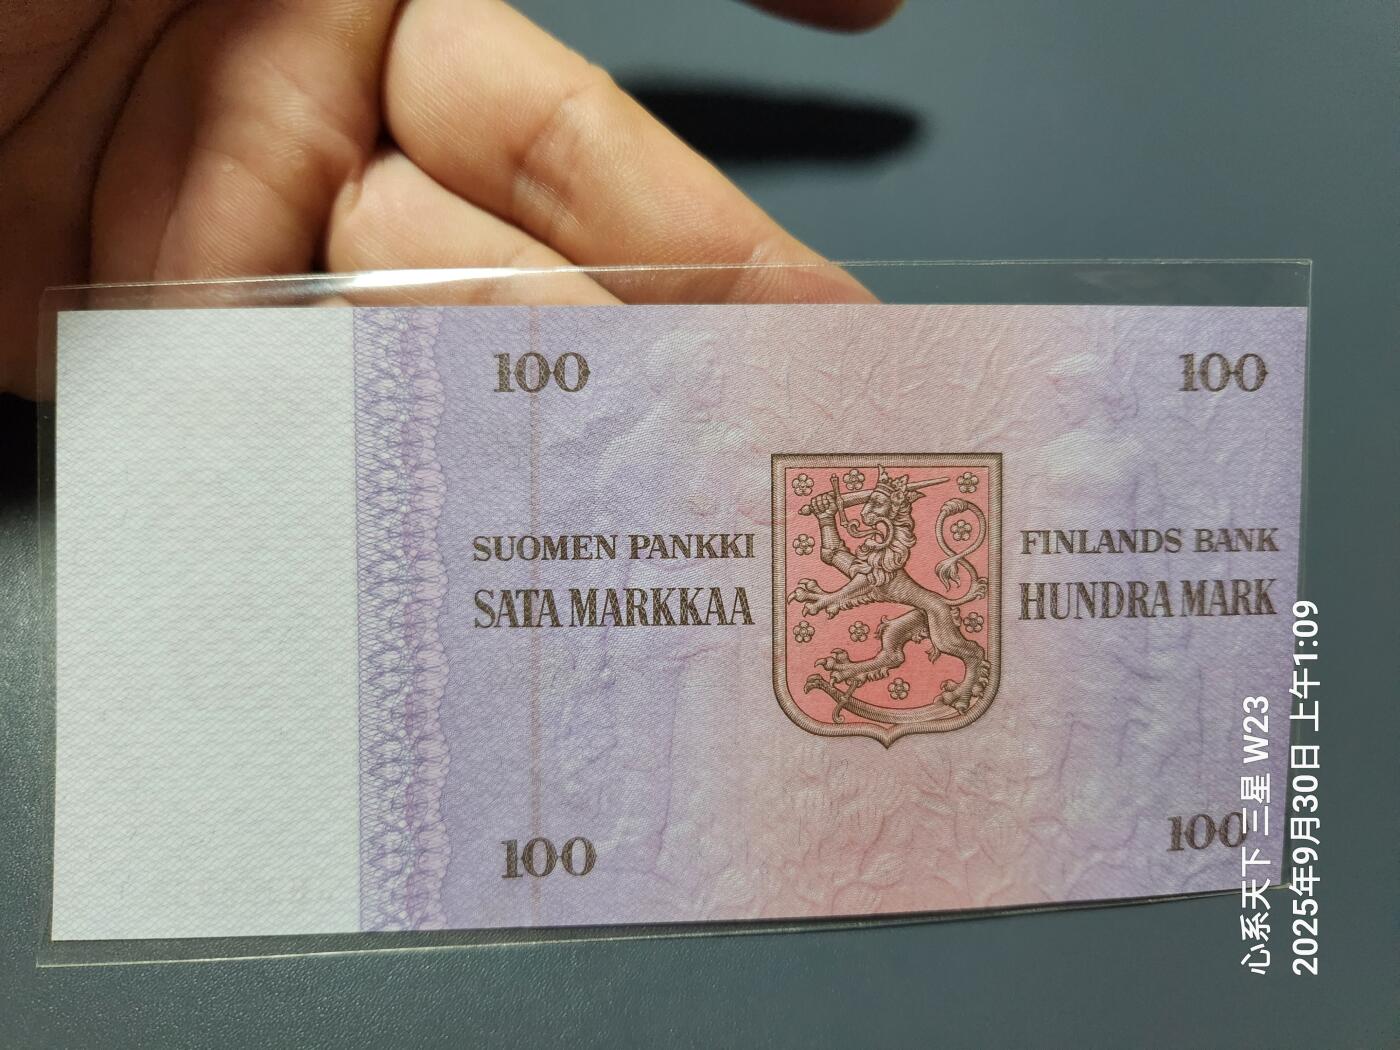 100
100
SUOMEN PANKKI
SATA MARKKAA
FINLANDS BANK
HUNDRA MARK
100
100
心系天下 三星 W23
2025年9月30日 上午1:09